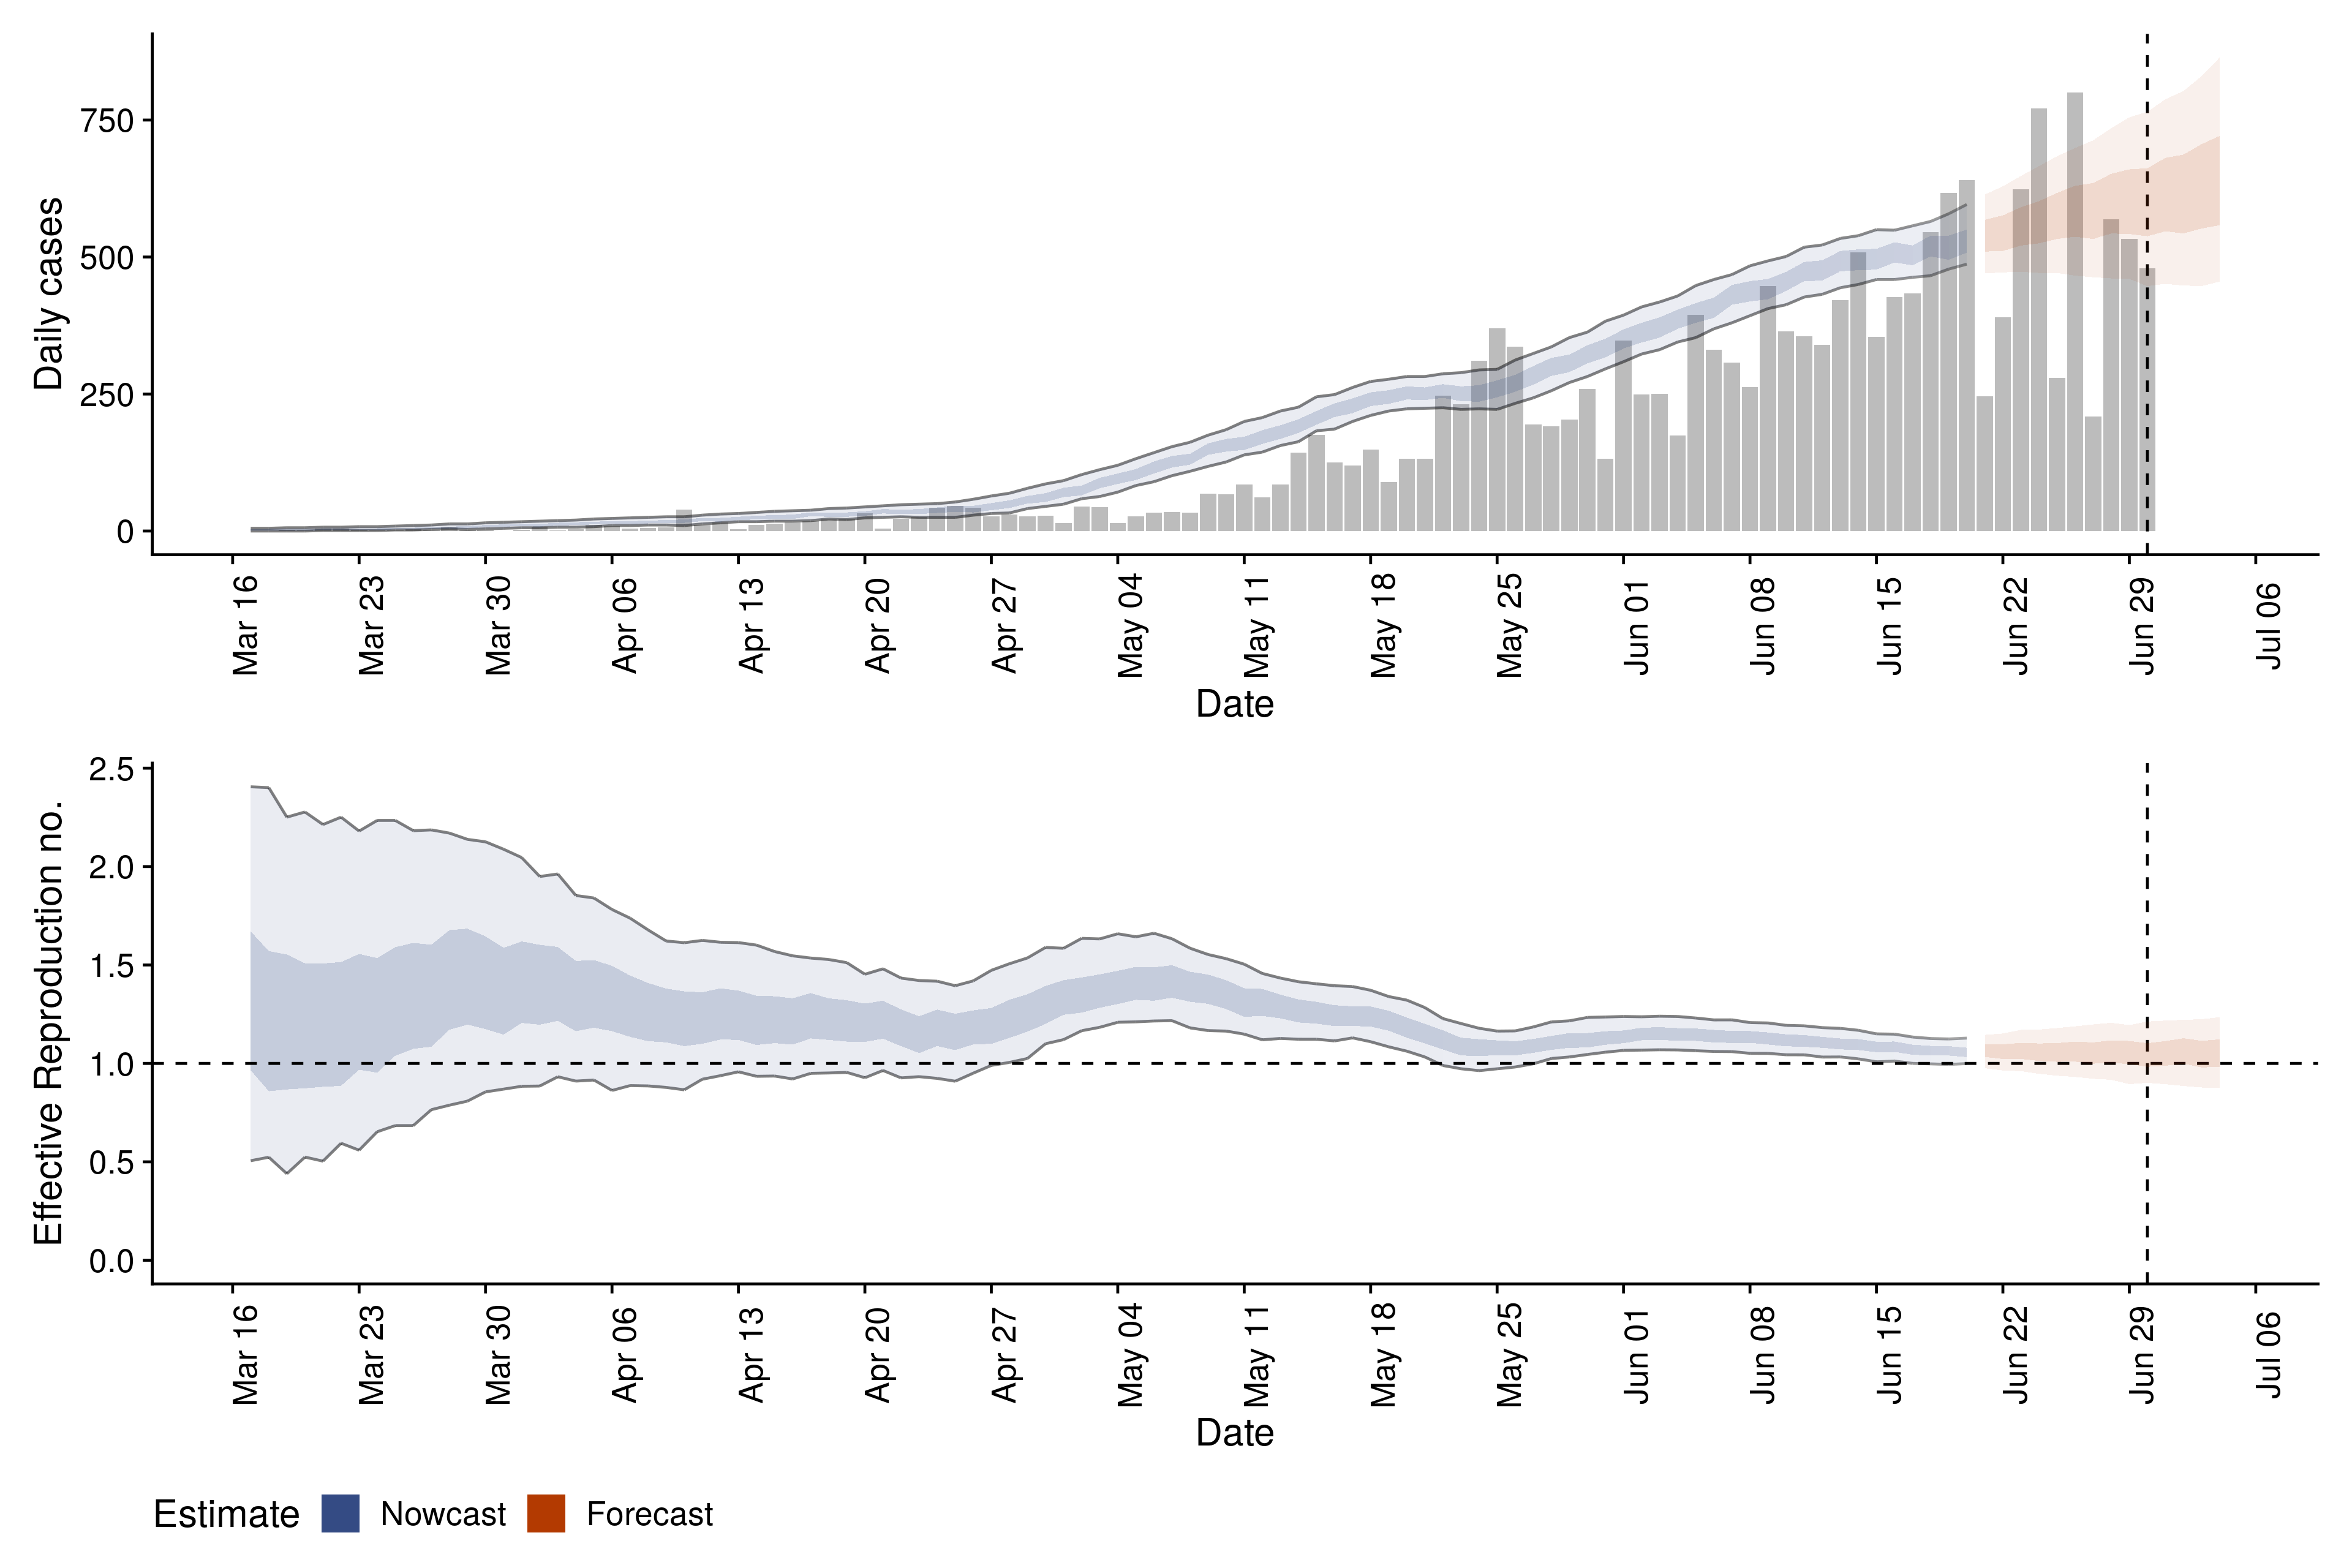 Daily cases
750
500
250
0
Mar 16
Mar 23
Mar 30
Apr 06
Apr 13
Apr 20
Apr 27
May 04
May 11
May 18
May 25
Jun 01
Jun 08
Jun 15
Jun 22
Jun 29
Jul 06
Date
Effective Reproduction no.
2.5
2.0
1.5
1.0
0.5
0.0
Mar 16
Mar 23
Mar 30
Apr 06
Apr 13
Apr 20
Apr 27
May 04
May 11
May 18
May 25
Jun 01
Jun 08
Jun 15
Jun 22
Jun 29
Jul 06
Date
Estimate Nowcast Forecast